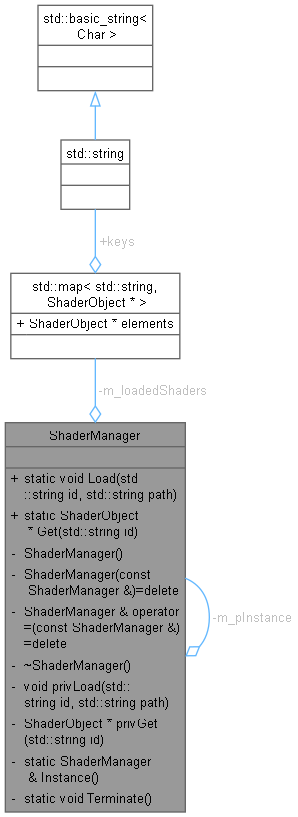 std::basic_string<
Char >
std::string
+keys
std::map< std::string,
ShaderObject * >
+ ShaderObject * elements
-m_loadedShaders
ShaderManager
+ static void Load(std
::string id, std::string path)
+ static ShaderObject
* Get(std::string id)
- ShaderManager()
- ShaderManager(const
ShaderManager &)=delete
- ShaderManager & operator
=(const ShaderManager &)
=delete
-m_pInstance
- ~ShaderManager()
- void privLoad(std::
string id, std::string path)
- ShaderObject * privGet
(std::string id)
- static ShaderManager
& Instance()
- static void Terminate()